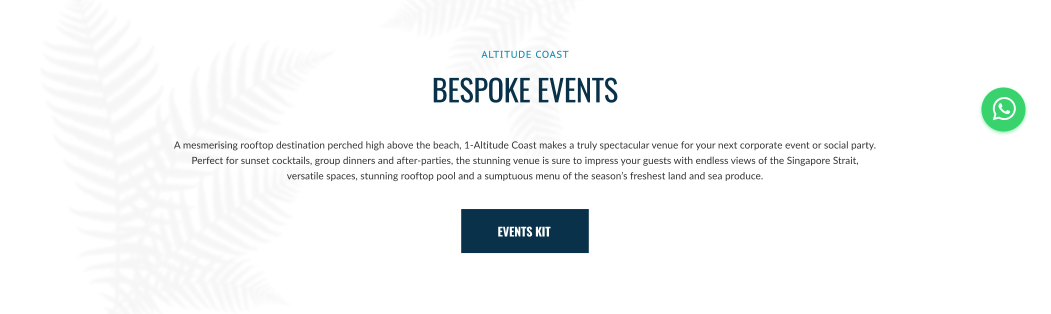 ALTITUDE COAST
BESPOKE EVENTS
A mesmerising rooftop destination perched high above the beach, 1-Altitude Coast makes a truly spectacular venue for your next corporate event or social party.
Perfect for sunset cocktails, group dinners and after-parties, the stunning venue is sure to impress your guests with endless views of the Singapore Strait,
versatile spaces, stunning rooftop pool and a sumptuous menu of the season's freshest land and sea produce.
EVENTS KIT